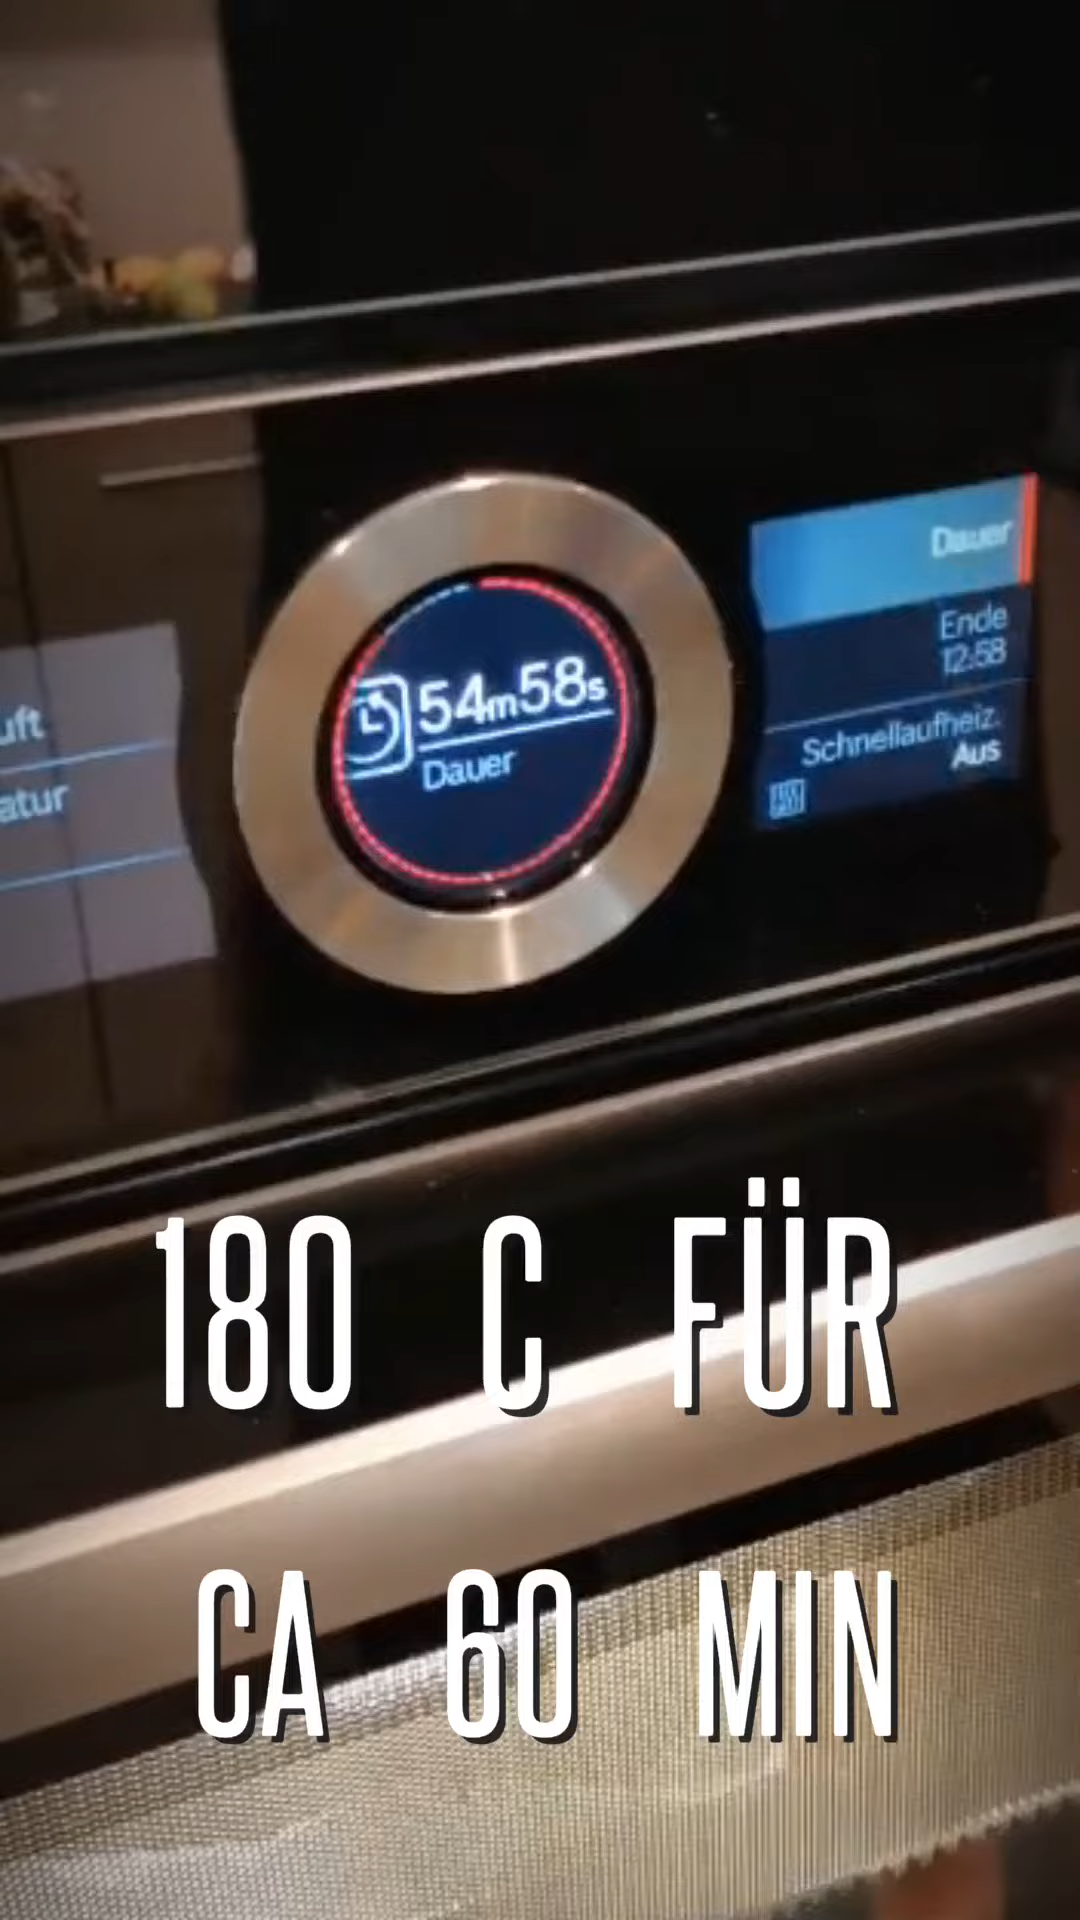 uft
atur
54m58s
Dauer
Dauer
Ende
12:58
Schnellaufheiz.
Aus
180 C FÜR
CA 60 MIN